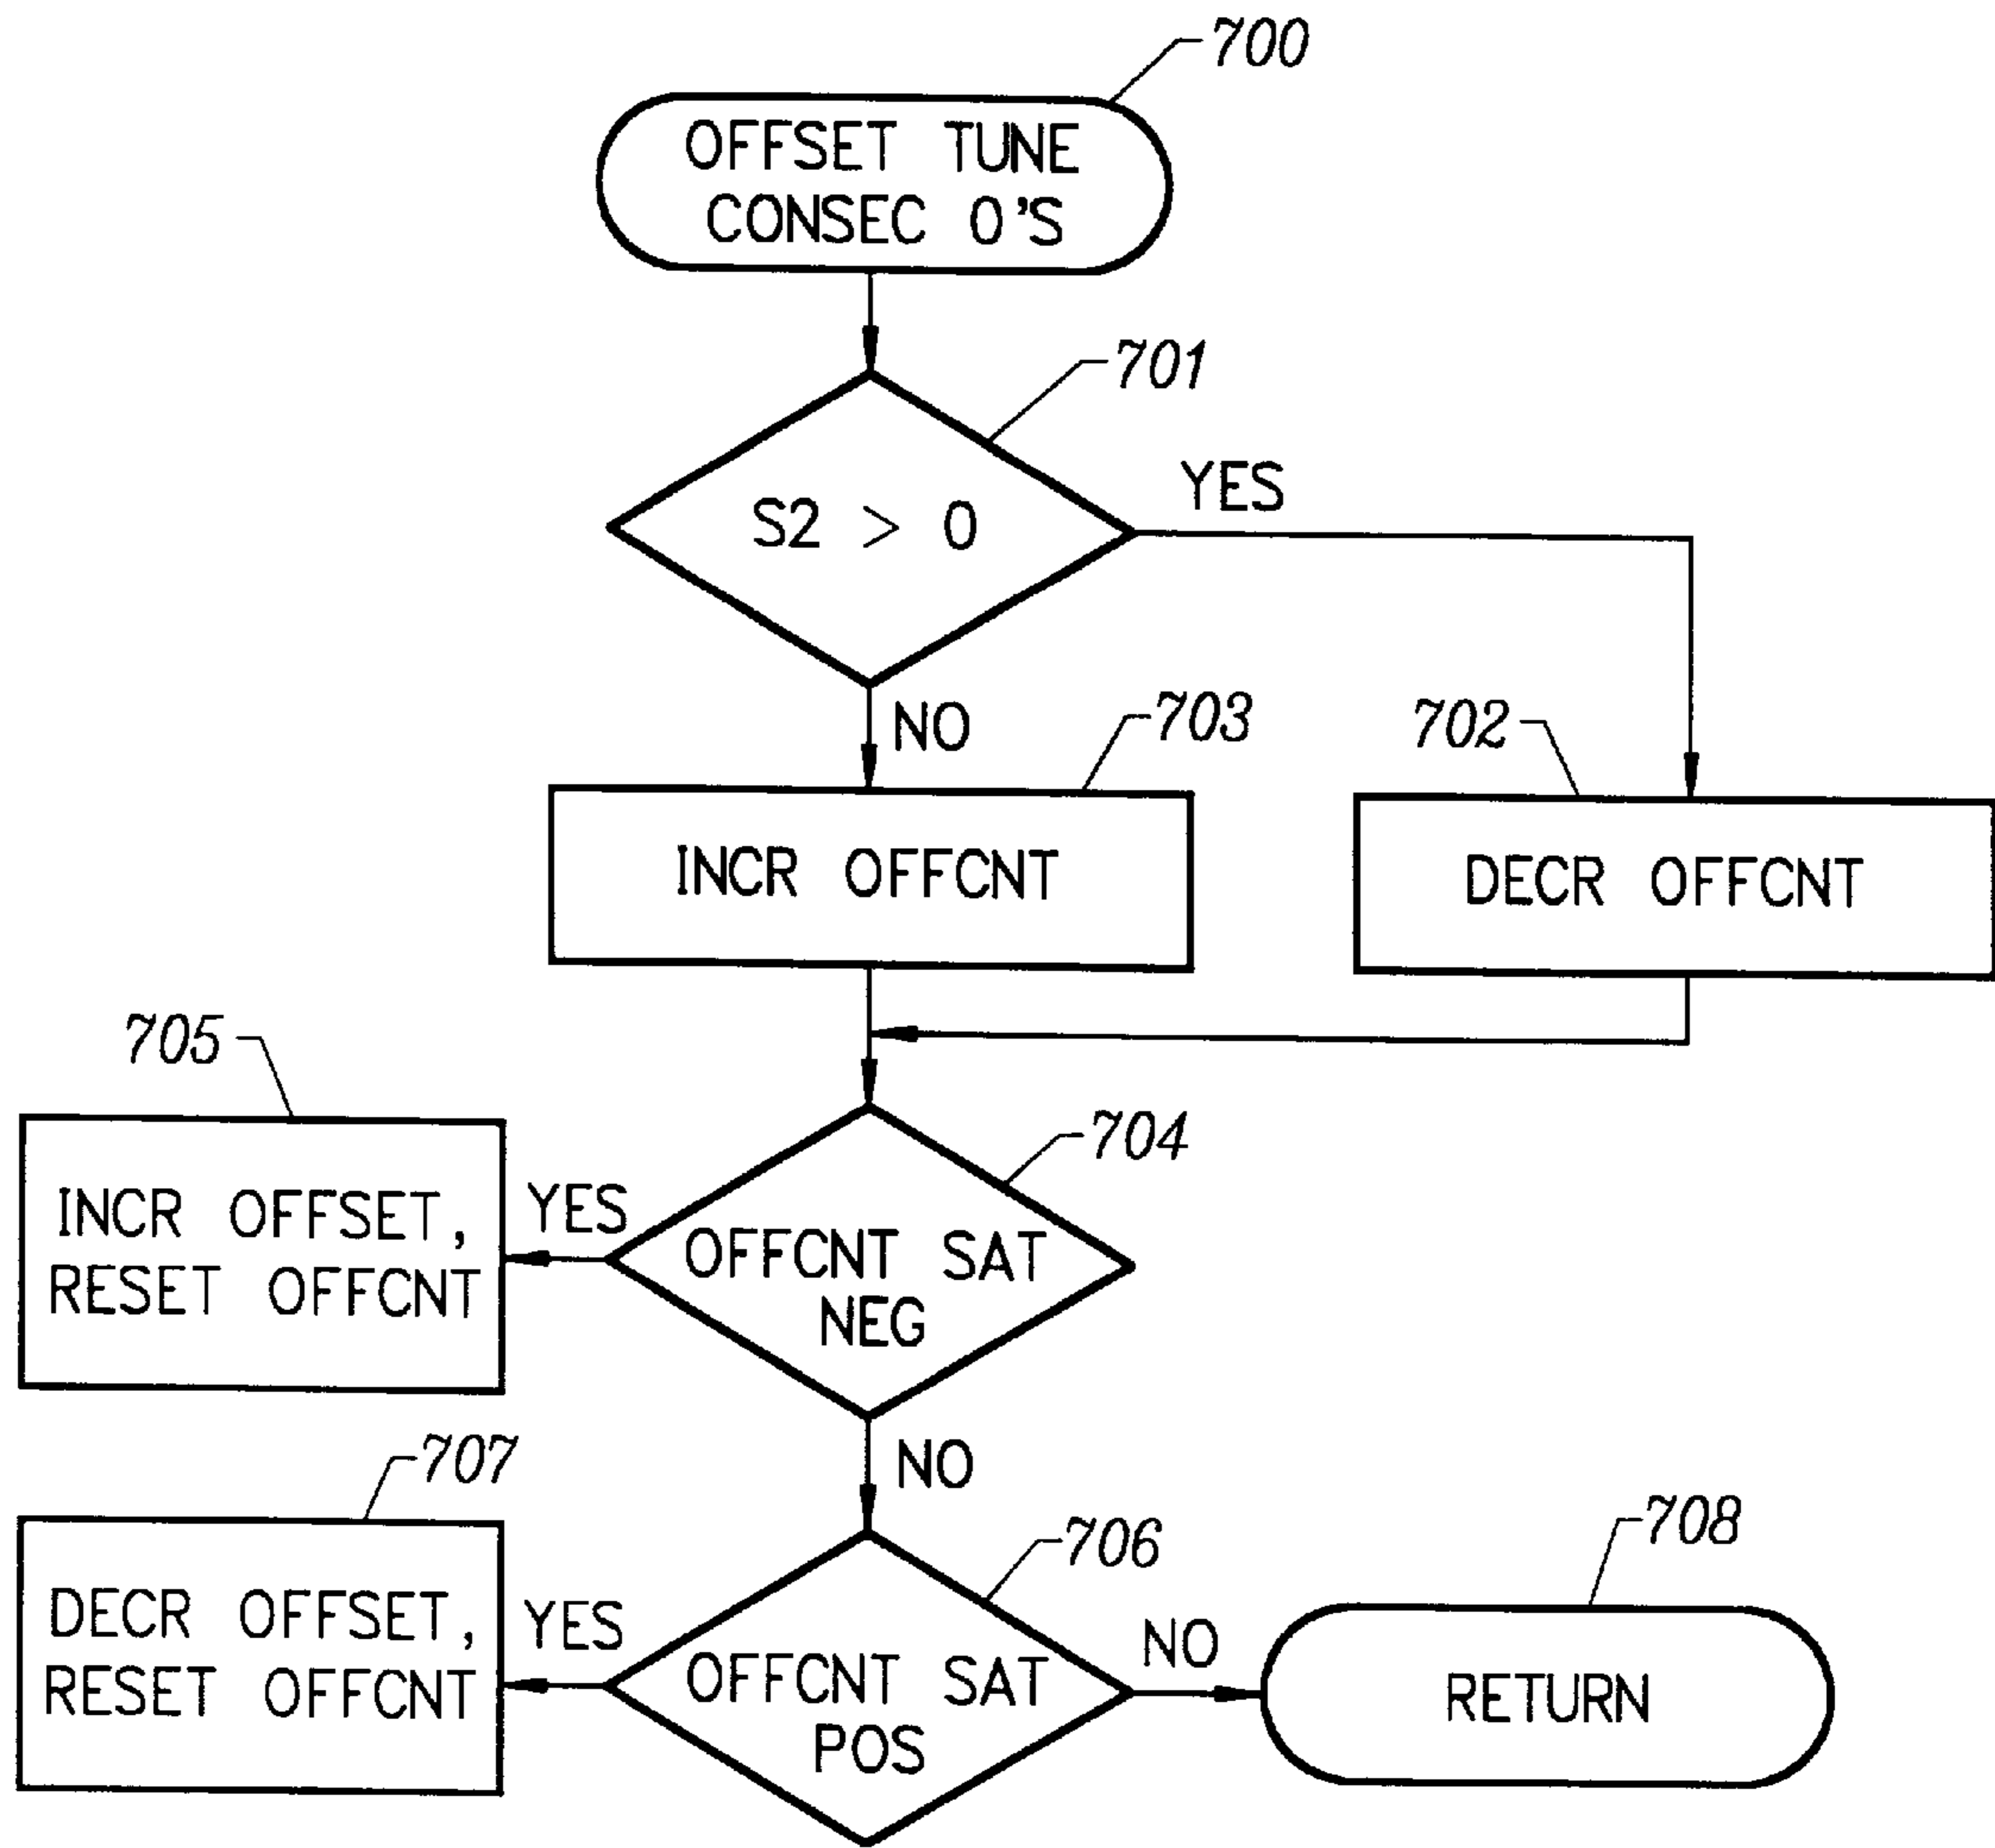 700
OFFSET TUNE
CONSEC 0'S
701
S2 > 0
YES
NO
703
702
INCR OFFCNT
DECR OFFCNT
705
704
INCR OFFSET,
RESET OFFCNT
YES
OFFCNT SAT
NEG
NO
707
706
708
DECR OFFSET,
RESET OFFCNT
YES
OFFCNT SAT
POS
NO
RETURN